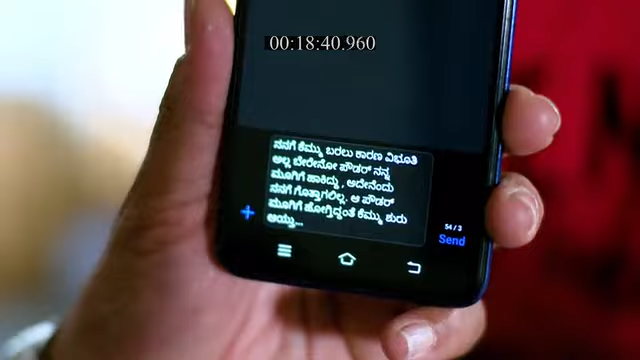 00:18:40.960
ನನಗೆ ಕೆಮ್ಮು ಬರಲು ಕಾರಣ ವಿಭೂತಿ
ಅಲ್ಲ ಬೇರೇನೋ ಪೌಡರ್ ನನ್ನ
ಮೂಗಿಗೆ ಹಾಕಿದ್ದು , ಅದೇನೆಂದು
ನನಗೆ ಗೊತ್ತಾಗಲಿಲ್ಲ. ಆ ಪೌಡರ್
ಮೂಗಿಗೆ ಹೋಗ್ತಿದ್ದಂತೆ ಕೆಮ್ಮು ಶುರು
ಆಯ್ತು...
54 / 3
Send